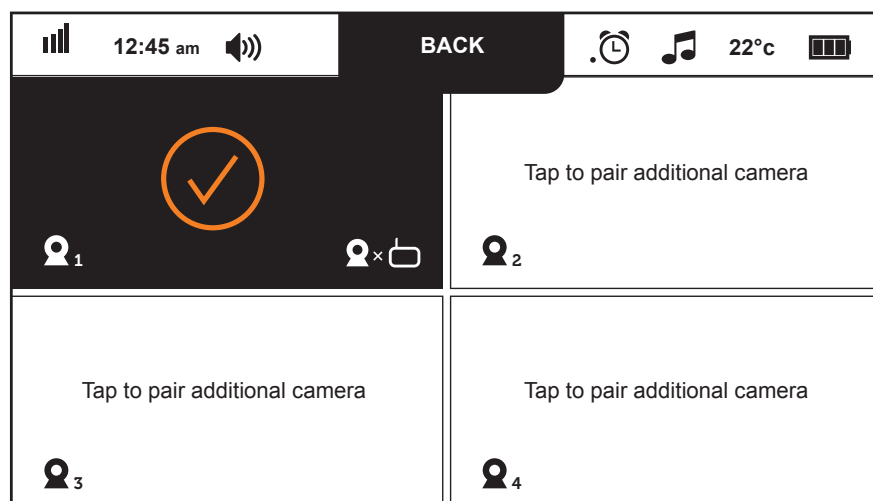 12:45 am BACK 22°c
Tap to pair additional camera
1 2
Tap to pair additional camera Tap to pair additional camera
3 4